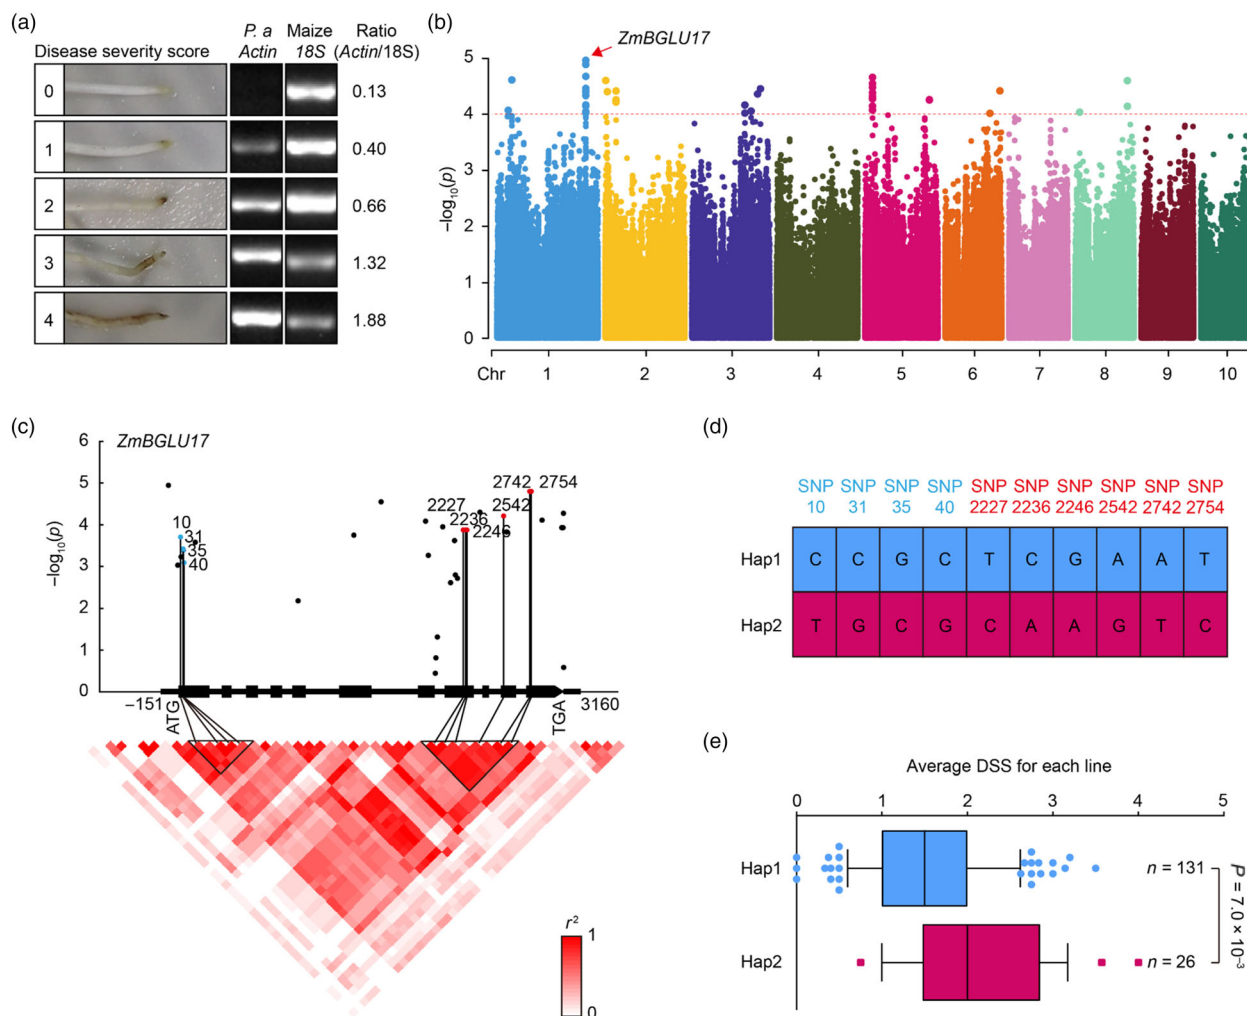 (a)
Disease severity score
P. a Maize Ratio
Actin 18S (Actin/18S)
0 0.13
1 0.40
2 0.66
3 1.32
4 1.88
(b)
ZmBGLU17
–log10(p)
5
4
3
2
1
0
Chr 1 2 3 4 5 6 7 8 9 10
(c)
ZmBGLU17
–log10(p)
6
5
4
3
2
1
0
10
31
35
40
2227
2236
2246
2542
2742 2754
–151
ATG
TGA
3160
r2
1
0
(d)
SNP SNP SNP SNP SNP SNP SNP SNP SNP SNP
10 31 35 40 2227 2236 2246 2542 2742 2754
Hap1 C C G C T C G A A T
Hap2 T G C G C A A G T C
(e)
Average DSS for each line
0 1 2 3 4 5
Hap1 n = 131
Hap2 n = 26
P = 7.0 × 10–3